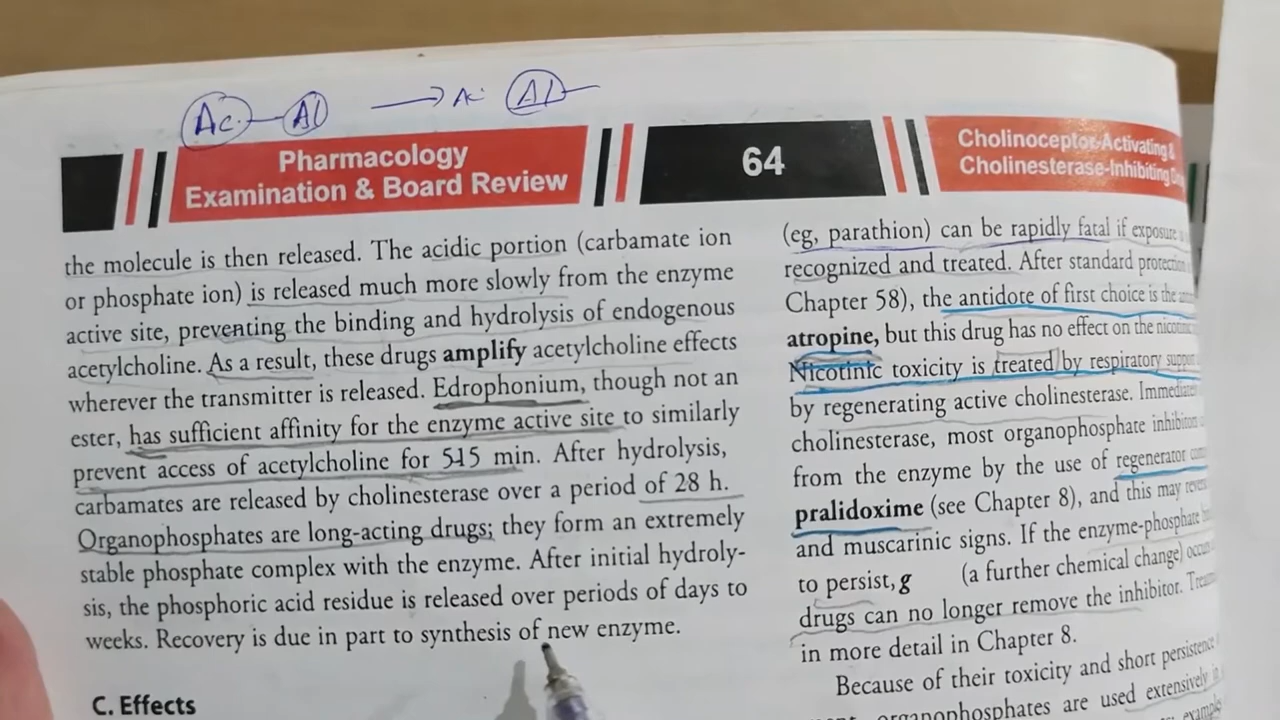 Ac. Al → Ac Al
Pharmacology
Examination & Board Review
64
Cholinoceptor-Activating &
Cholinesterase-Inhibiting
the molecule is then released. The acidic portion (carbamate ion
or phosphate ion) is released much more slowly from the enzyme
active site, preventing the binding and hydrolysis of endogenous
acetylcholine. As a result, these drugs amplify acetylcholine effects
wherever the transmitter is released. Edrophonium, though not an
ester, has sufficient affinity for the enzyme active site to similarly
prevent access of acetylcholine for 515 min. After hydrolysis,
carbamates are released by cholinesterase over a period of 28 h.
Organophosphates are long-acting drugs; they form an extremely
stable phosphate complex with the enzyme. After initial hydroly-
sis, the phosphoric acid residue is released over periods of days to
weeks. Recovery is due in part to synthesis of new enzyme.
C. Effects
(eg, parathion) can be rapidly fatal if exposure
recognized and treated. After standard
Chapter 58), the antidote of first choice is the
atropine, but this drug has no effect on the
Nicotinic toxicity is treated by respiratory
by regenerating active cholinesterase.
cholinesterase, most organophosphate
from the enzyme by the use of regenerator
pralidoxime (see Chapter 8), and this may
and muscarinic signs. If the enzyme-phosphate
to persist, g (a further chemical change)
drugs can no longer remove the inhibitor.
in more detail in Chapter 8.
Because of their toxicity and short persistence
organophosphates are used extensively